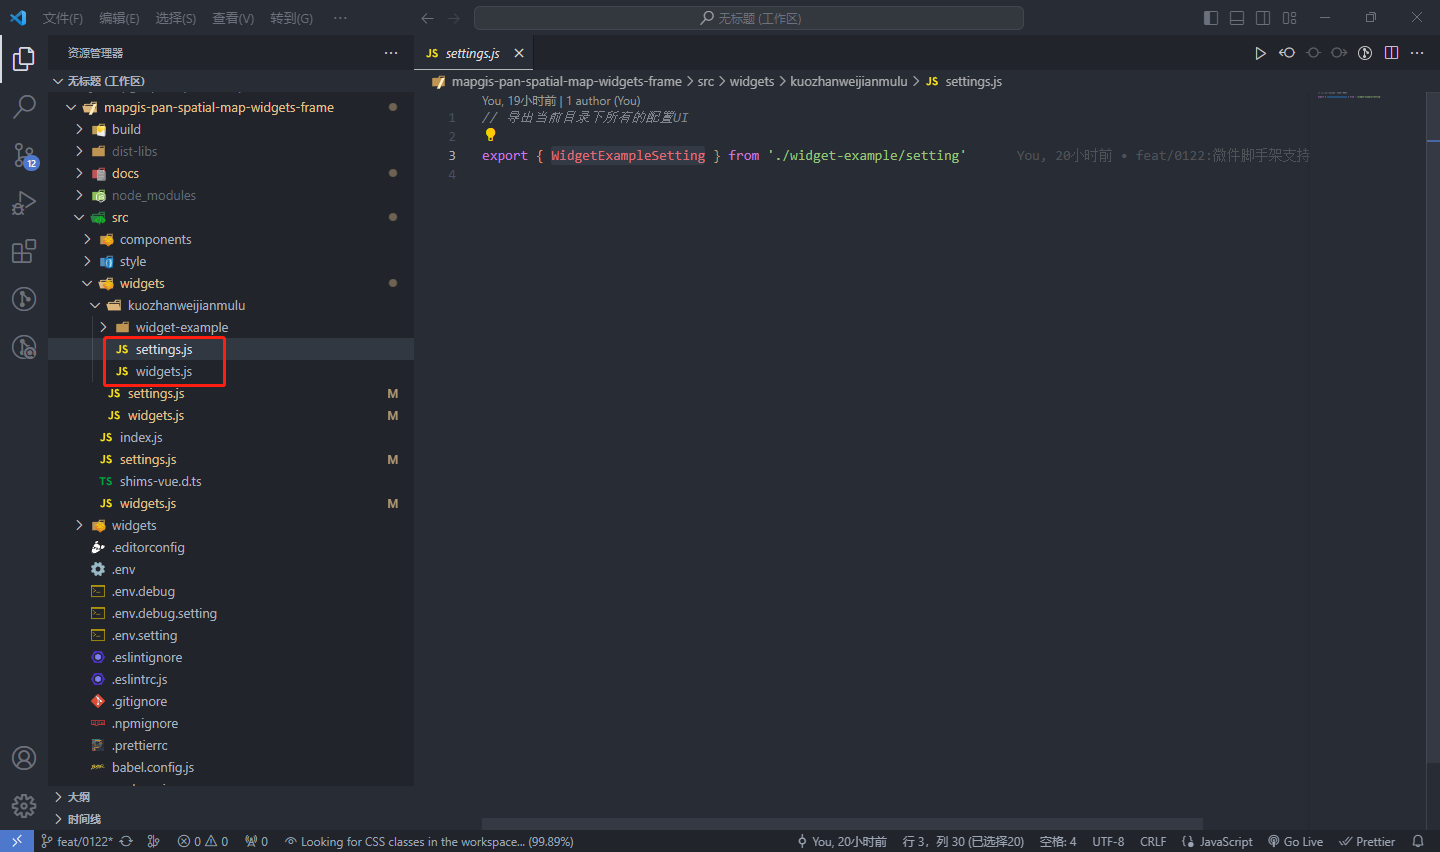 文件(F) 编辑(E) 选择(S) 查看(V) 转到(G) ···
无标题 (工作区)
资源管理器
无标题 (工作区)
mapgis-pan-spatial-map-widgets-frame
build
dist-libs
docs
node_modules
src
components
style
widgets
kuozhanweijianmulu
widget-example
JS settings.js
JS widgets.js
JS settings.js M
JS widgets.js M
JS index.js
JS settings.js M
TS shims-vue.d.ts
JS widgets.js M
widgets
.editorconfig
.env
.env.debug
.env.debug.setting
.env.setting
.eslintignore
.eslintrc.js
.gitignore
.npmignore
.prettierrc
babel.config.js
大纲
时间线
12
JS settings.js
mapgis-pan-spatial-map-widgets-frame > src > widgets > kuozhanweijianmulu > JS settings.js
You, 19小时前 | 1 author (You)
1 // 导出当前目录下所有的配置UI
2
3 export { WidgetExampleSetting } from './widget-example/setting' You, 20小时前 • feat/0122:微件脚手架支持
4
feat/0122* 0 0 0 Looking for CSS classes in the workspace... (99.89%) You, 20小时前 行 3, 列 30 (已选择20) 空格: 4 UTF-8 CRLF JavaScript Go Live Prettier